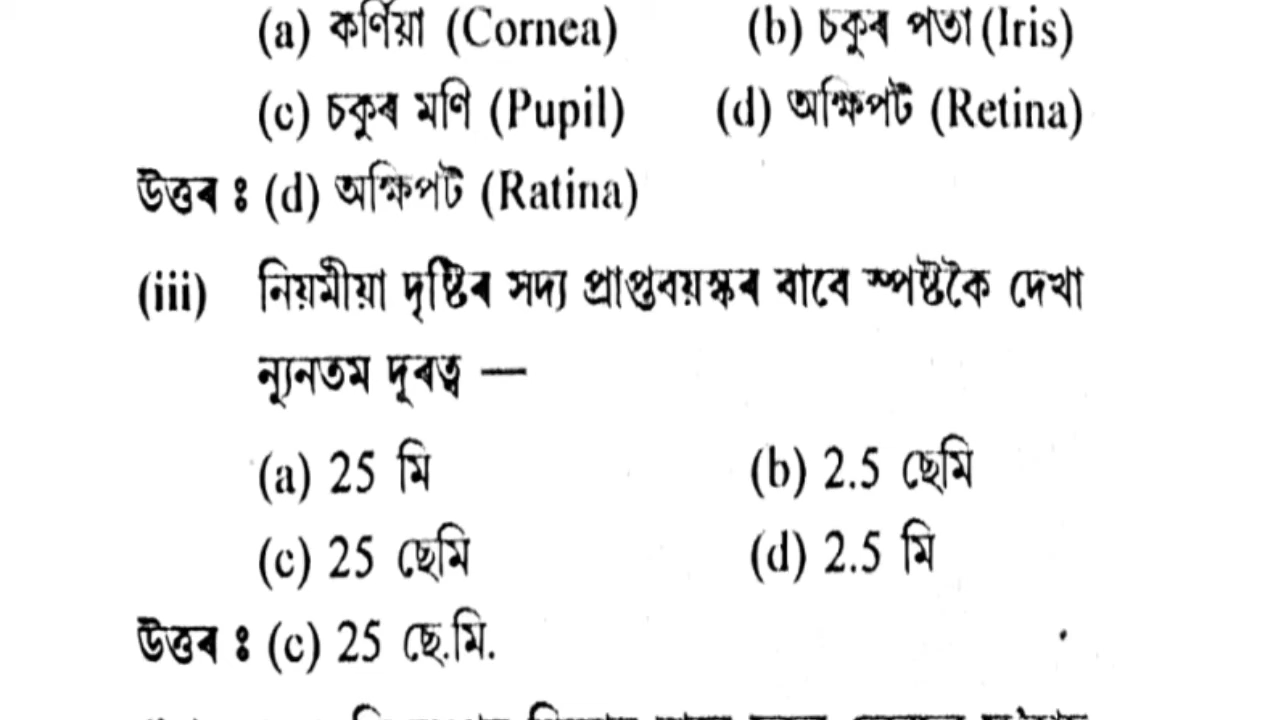 (a) কৰ্ণিয়া (Cornea) (b) চকুৰ পতা (Iris)
(c) চকুৰ মণি (Pupil) (d) অক্ষিপট (Retina)
উত্তৰ ঃ (d) অক্ষিপট (Ratina)
(iii) নিয়মীয়া দৃষ্টিৰ সদ্য প্ৰাপ্তবয়স্কৰ বাবে স্পষ্টকৈ দেখা
ন্যূনতম দূৰত্ব —
(a) 25 মি (b) 2.5 ছেমি
(c) 25 ছেমি (d) 2.5 মি
উত্তৰ ঃ (c) 25 ছে.মি.